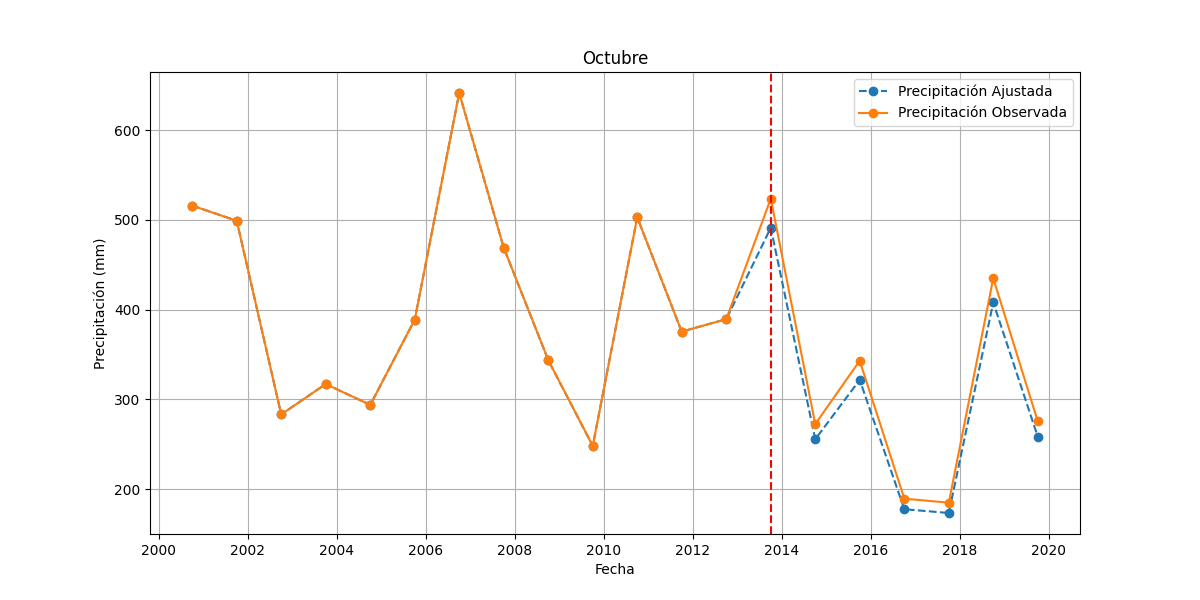 Octubre
Precipitación Ajustada
Precipitación Observada
Precipitación (mm)
600
500
400
300
200
2000 2002 2004 2006 2008 2010 2012 2014 2016 2018 2020
Fecha